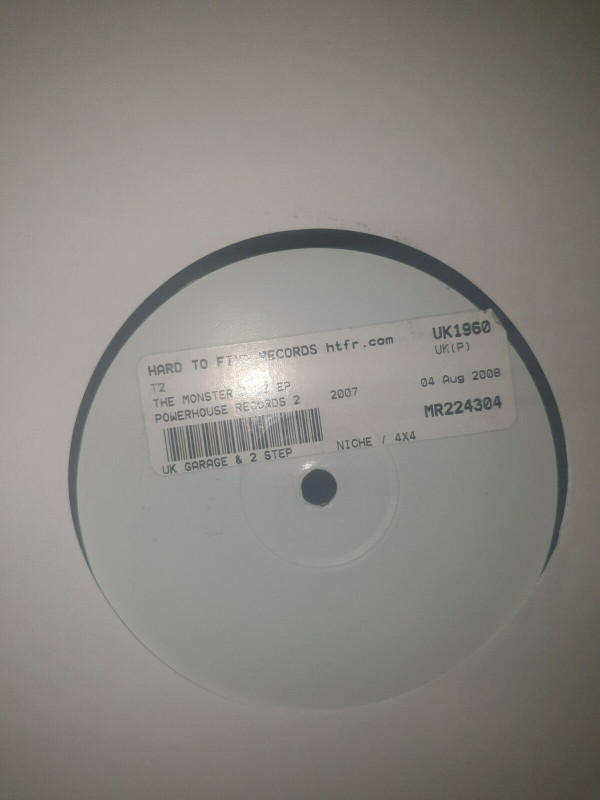 HARD TO FIND RECORDS htfr.com
UK1960
UK(P)
T2
THE MONSTER EP
POWERHOUSE RECORDS 2
2007
04 Aug 2008
MR224304
UK GARAGE & 2 STEP
NICHE / 4X4